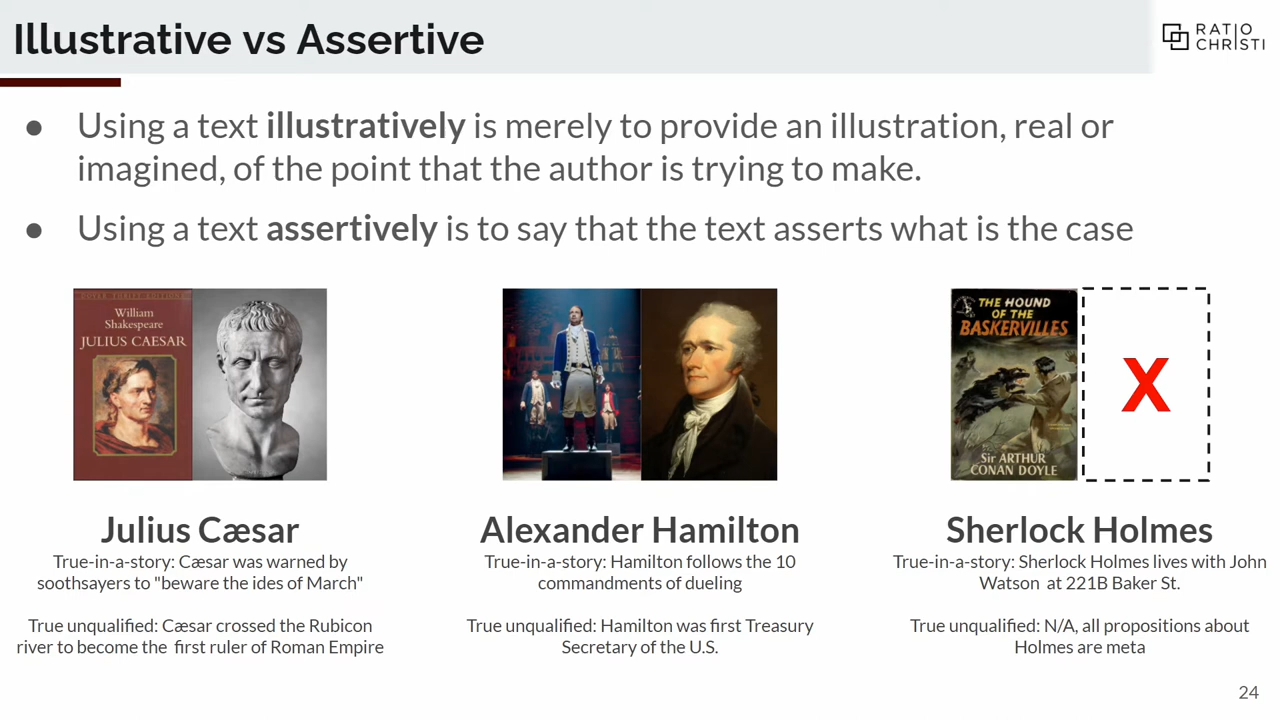 Illustrative vs Assertive
RATIO
CHRISTI
● Using a text illustratively is merely to provide an illustration, real or
imagined, of the point that the author is trying to make.
● Using a text assertively is to say that the text asserts what is the case
DOVER THRIFT EDITIONS
William
Shakespeare
JULIUS CAESAR
THE HOUND
OF THE
BASKERVILLES
Sir ARTHUR
CONAN DOYLE
X
Julius Cæsar
True-in-a-story: Cæsar was warned by
soothsayers to "beware the ides of March"
True unqualified: Cæsar crossed the Rubicon
river to become the first ruler of Roman Empire
Alexander Hamilton
True-in-a-story: Hamilton follows the 10
commandments of dueling
True unqualified: Hamilton was first Treasury
Secretary of the U.S.
Sherlock Holmes
True-in-a-story: Sherlock Holmes lives with John
Watson at 221B Baker St.
True unqualified: N/A, all propositions about
Holmes are meta
24